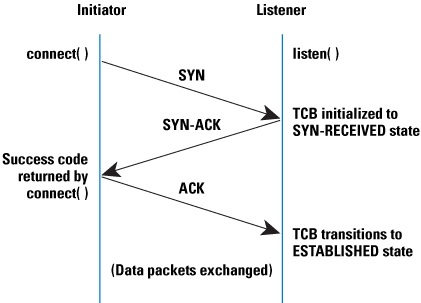 Initiator
Listener
connect( )
listen( )
SYN
TCB initialized to
SYN-RECEIVED state
SYN-ACK
Success code
returned by
connect( )
ACK
TCB transitions to
ESTABLISHED state
(Data packets exchanged)